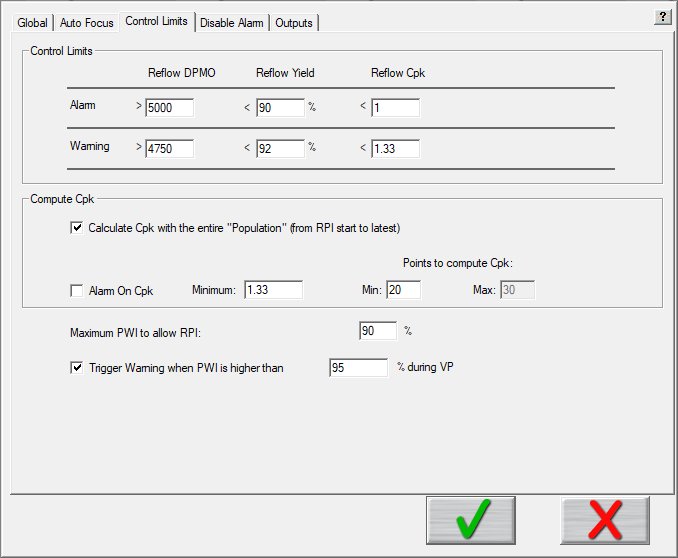 Global Auto Focus Control Limits Disable Alarm Outputs ?
Control Limits
Reflow DPMO Reflow Yield Reflow Cpk
Alarm > 5000 < 90 % < 1
Warning > 4750 < 92 % < 1.33
Compute Cpk
Calculate Cpk with the entire "Population" (from RPI start to latest)
Points to compute Cpk:
Alarm On Cpk Minimum: 1.33 Min: 20 Max: 30
Maximum PWI to allow RPI: 90 %
Trigger Warning when PWI is higher than 95 % during VP